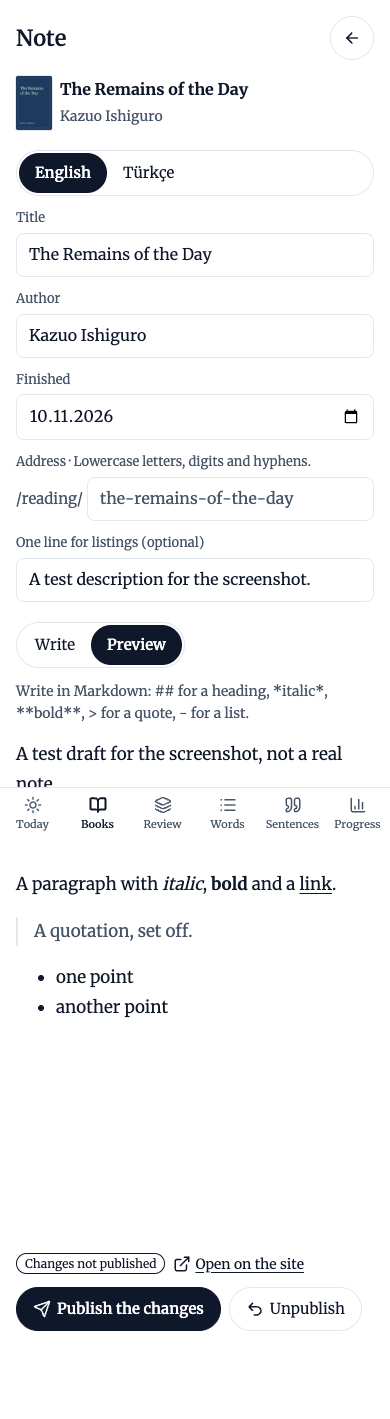 Note
The Remains of the Day
Kazuo Ishiguro
English Türkçe
Title
The Remains of the Day
Author
Kazuo Ishiguro
Finished
10.11.2026
Address · Lowercase letters, digits and hyphens.
/reading/ the-remains-of-the-day
One line for listings (optional)
A test description for the screenshot.
Write Preview
Write in Markdown: ## for a heading, *italic*,
**bold**, > for a quote, - for a list.
A test draft for the screenshot, not a real
note
Today Books Review Words Sentences Progress
A paragraph with italic, bold and a link.
A quotation, set off.
• one point
• another point
Changes not published Open on the site
Publish the changes Unpublish